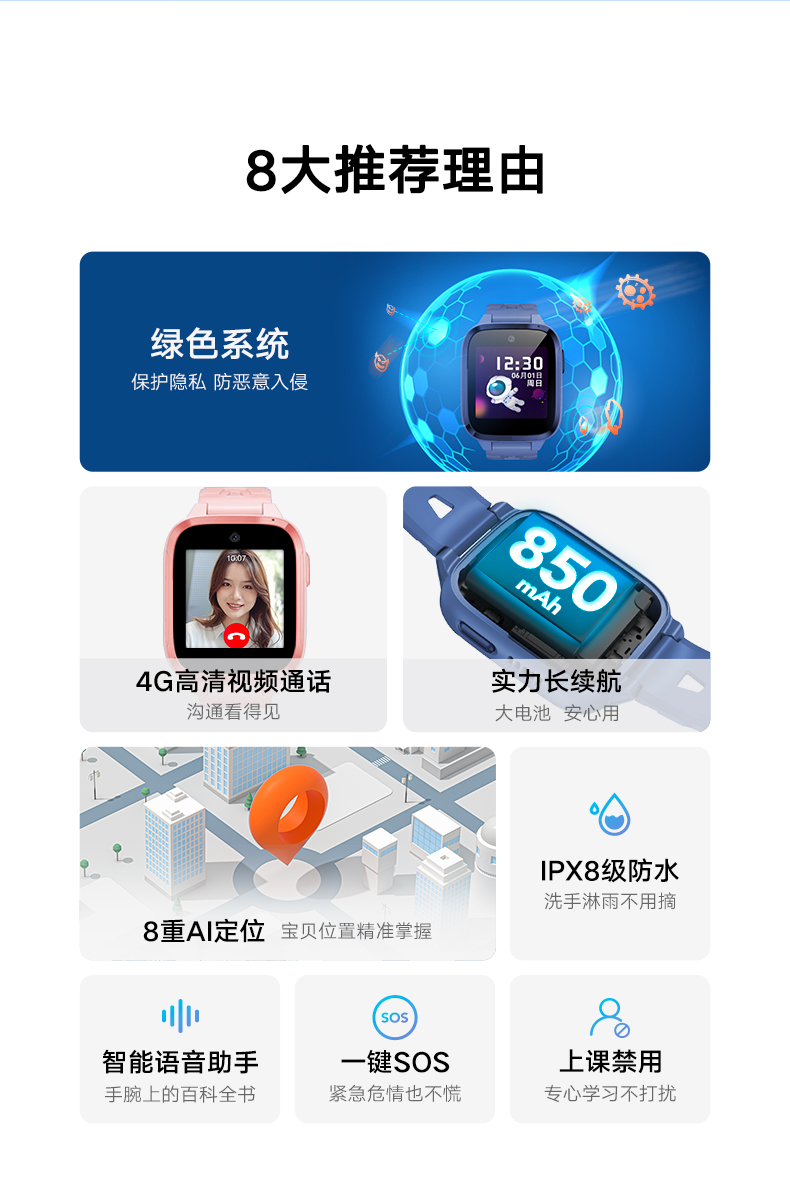 8大推荐理由
绿色系统
保护隐私 防恶意入侵
12:30
06月01日
周日
10:07
4G高清视频通话
沟通看得见
850
mAh
实力长续航
大电池 安心用
8重AI定位 宝贝位置精准掌握
IPX8级防水
洗手淋雨不用摘
智能语音助手
手腕上的百科全书
SOS
一键SOS
紧急危情也不慌
上课禁用
专心学习不打扰